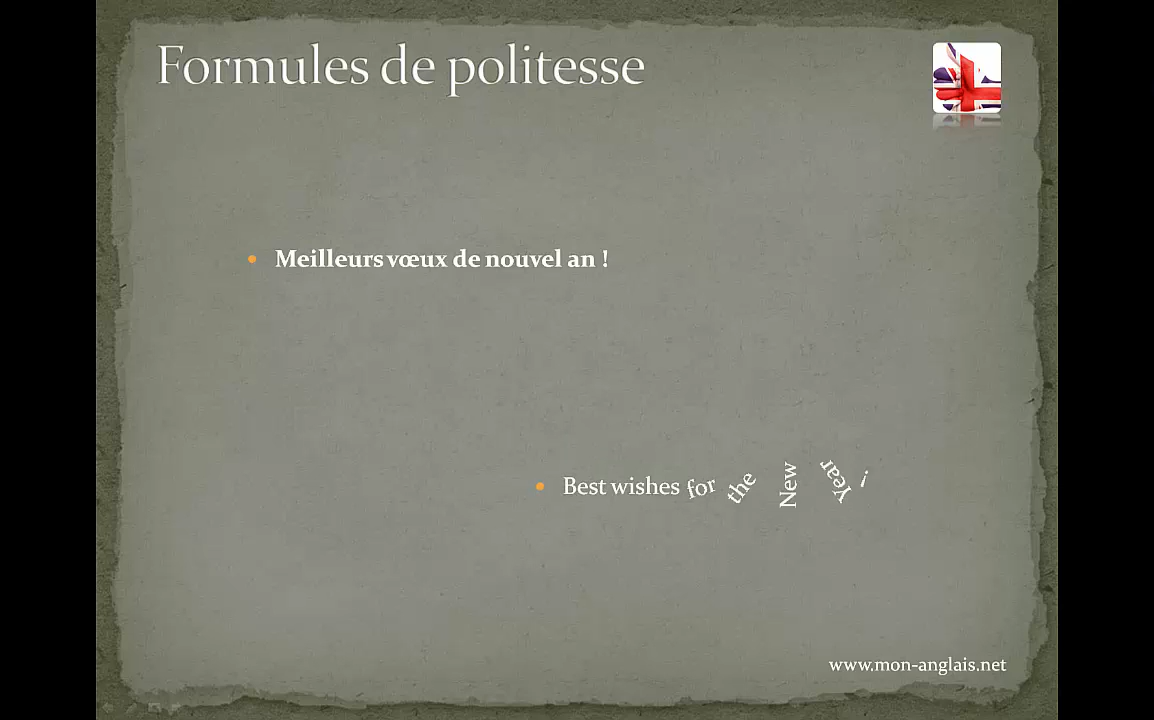 Formules de politesse
• Meilleurs vœux de nouvel an !
• Best wishes for the New Year !
www.mon-anglais.net